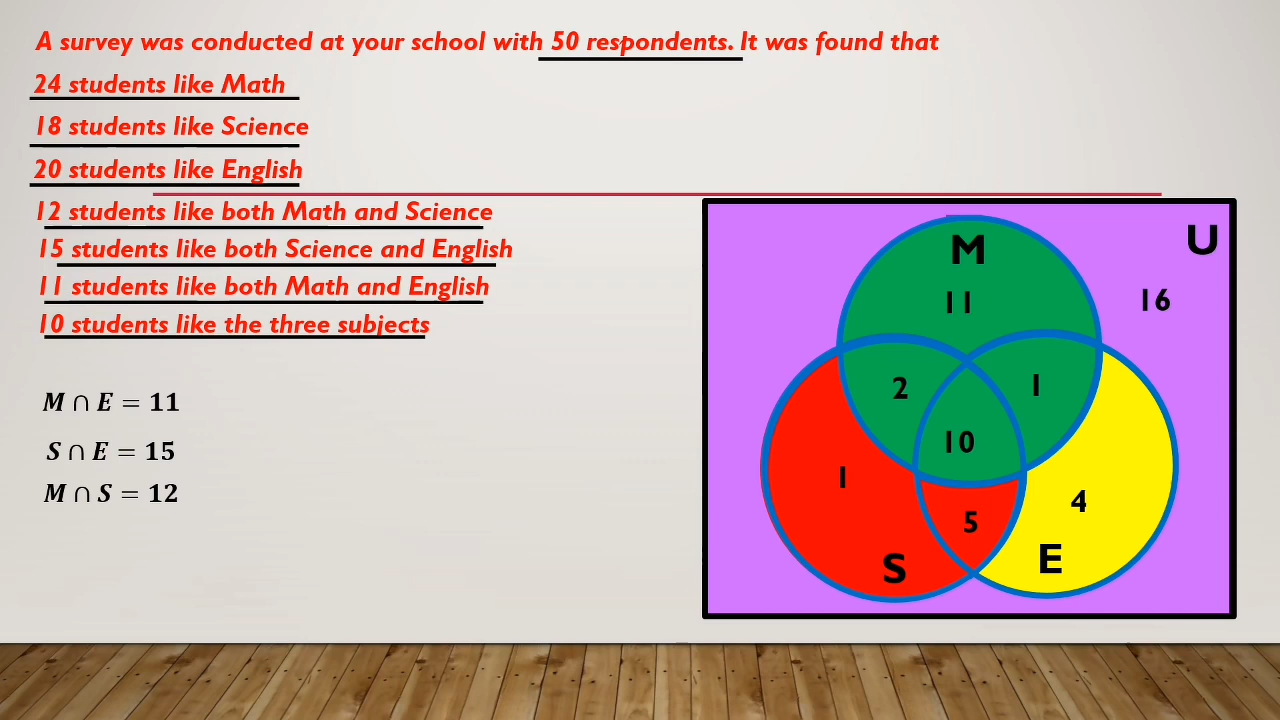 A survey was conducted at your school with 50 respondents. It was found that
24 students like Math
18 students like Science
20 students like English
12 students like both Math and Science
15 students like both Science and English
11 students like both Math and English
10 students like the three subjects
M ∩ E = 11
S ∩ E = 15
M ∩ S = 12
M
U
11
16
2
1
10
1
4
5
E
S